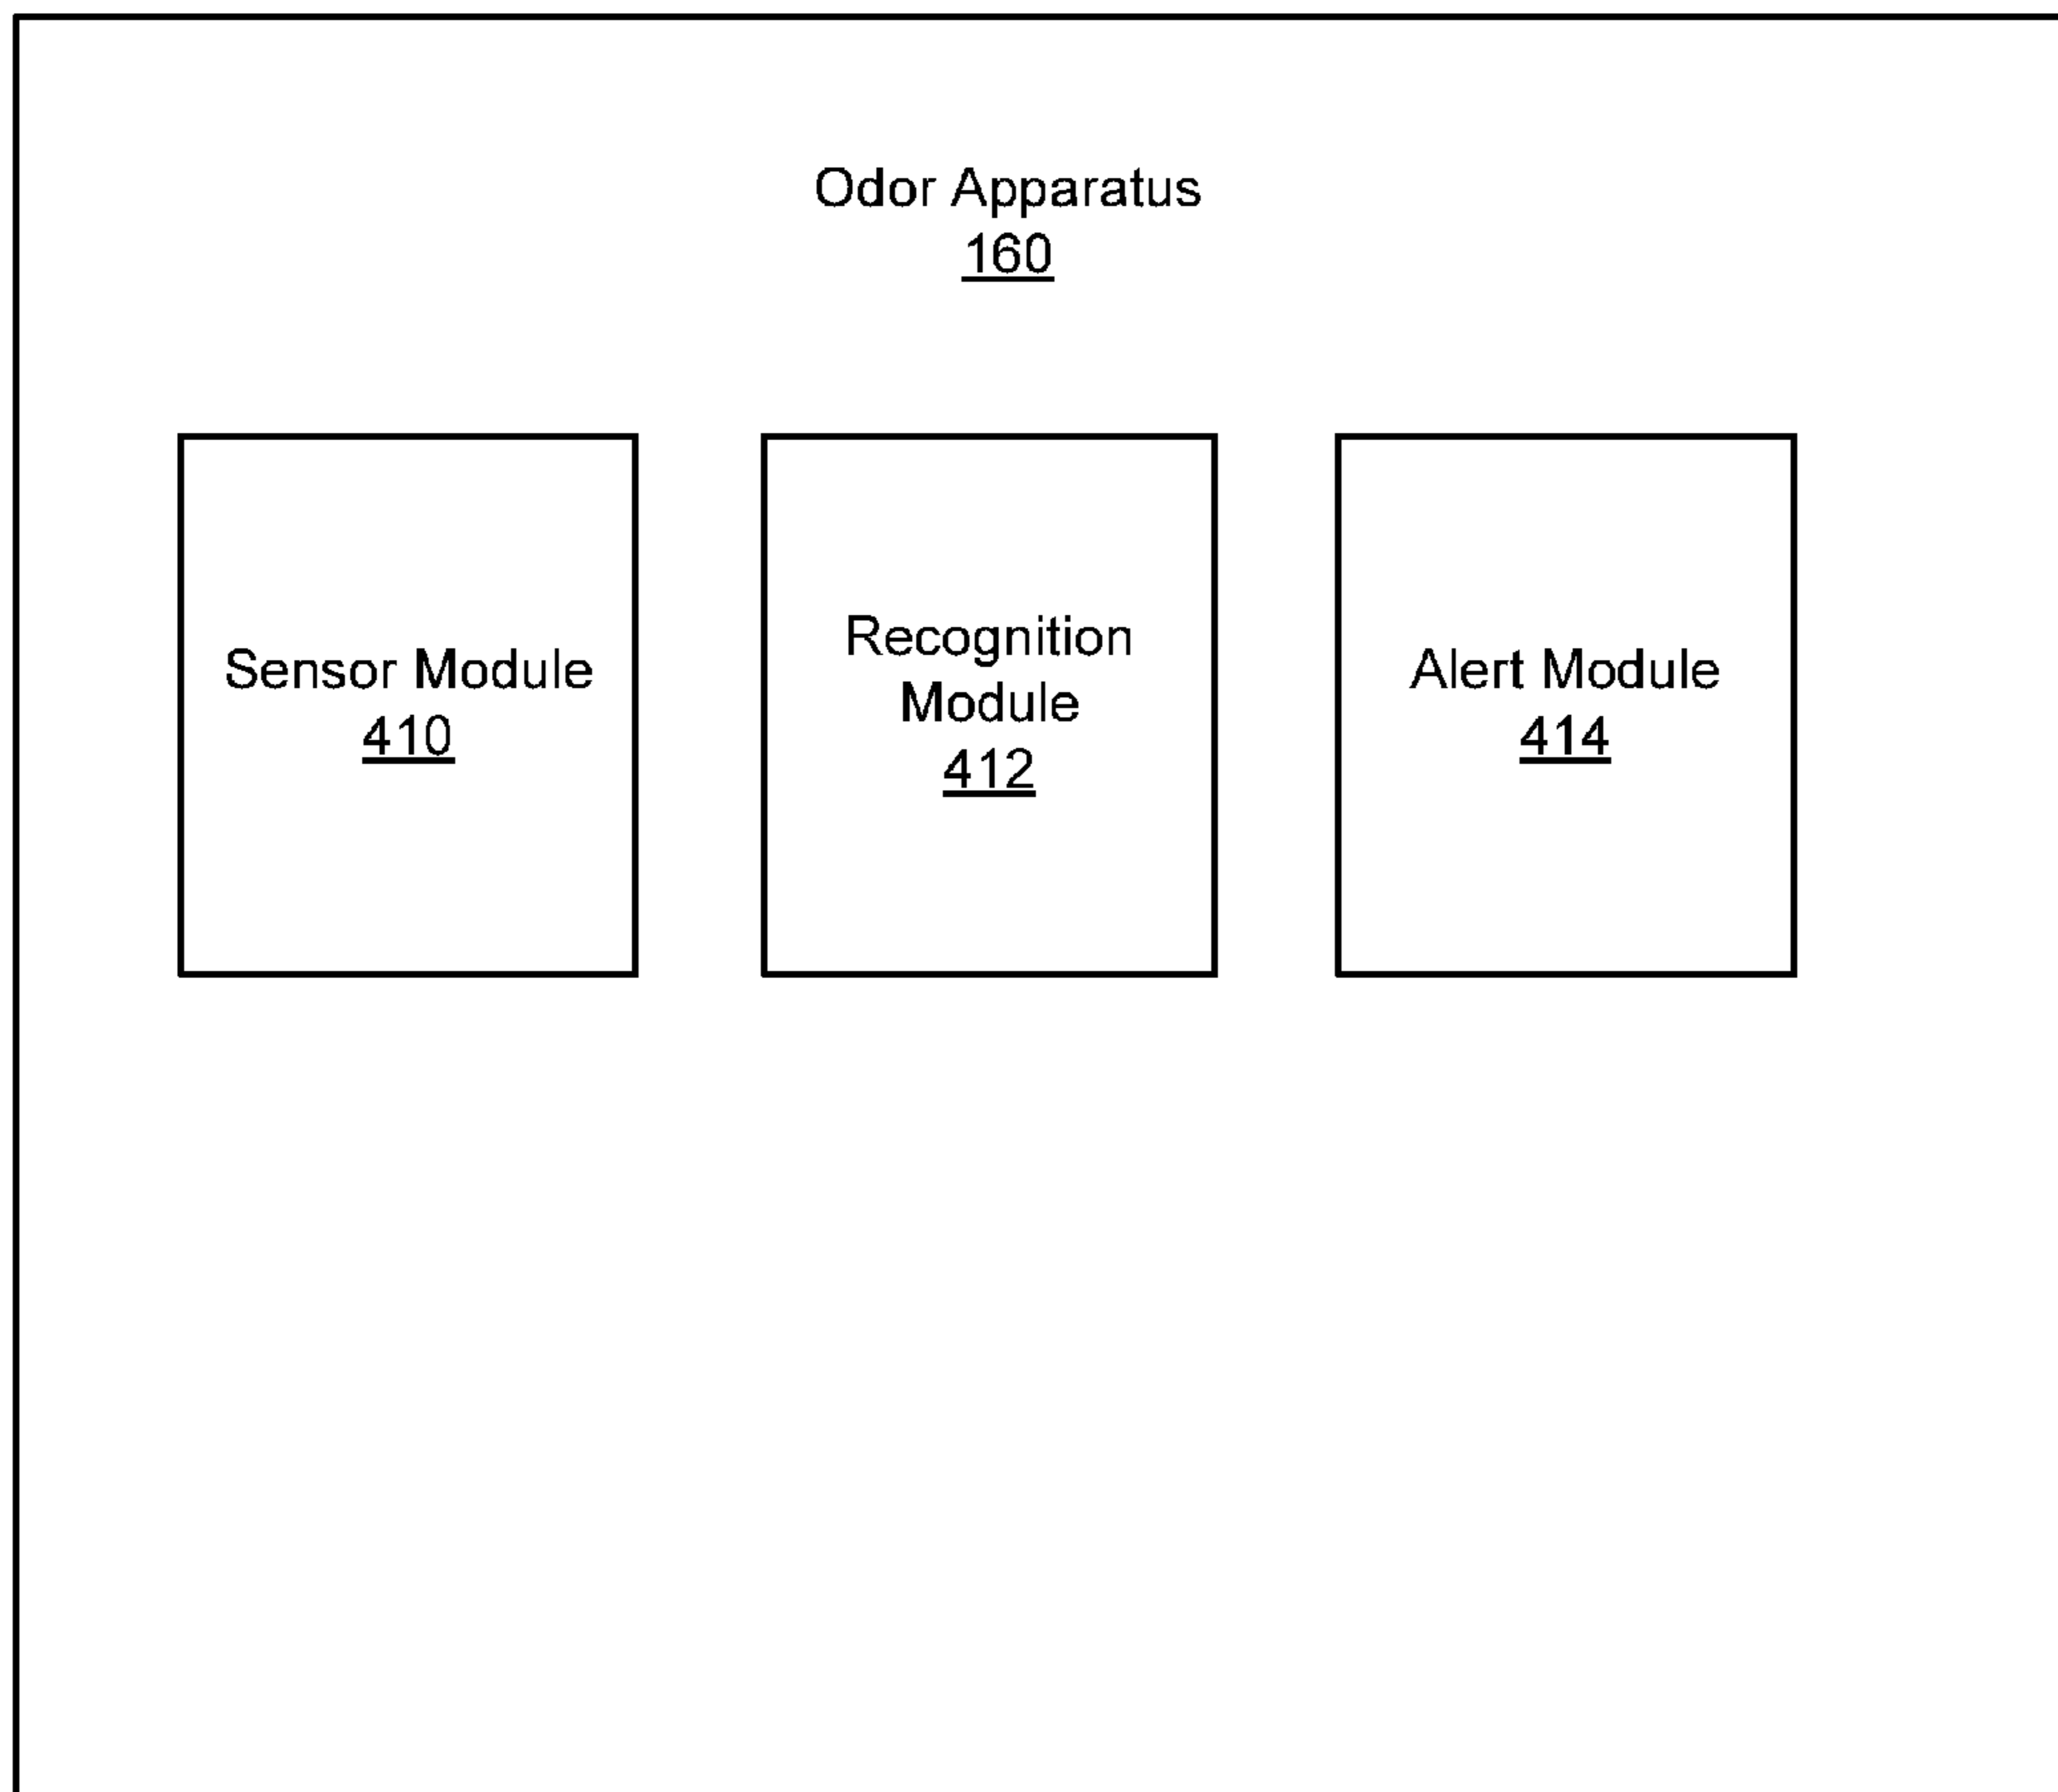 Odor Apparatus
160
Sensor Module
410
Recognition
Module
412
Alert Module
414